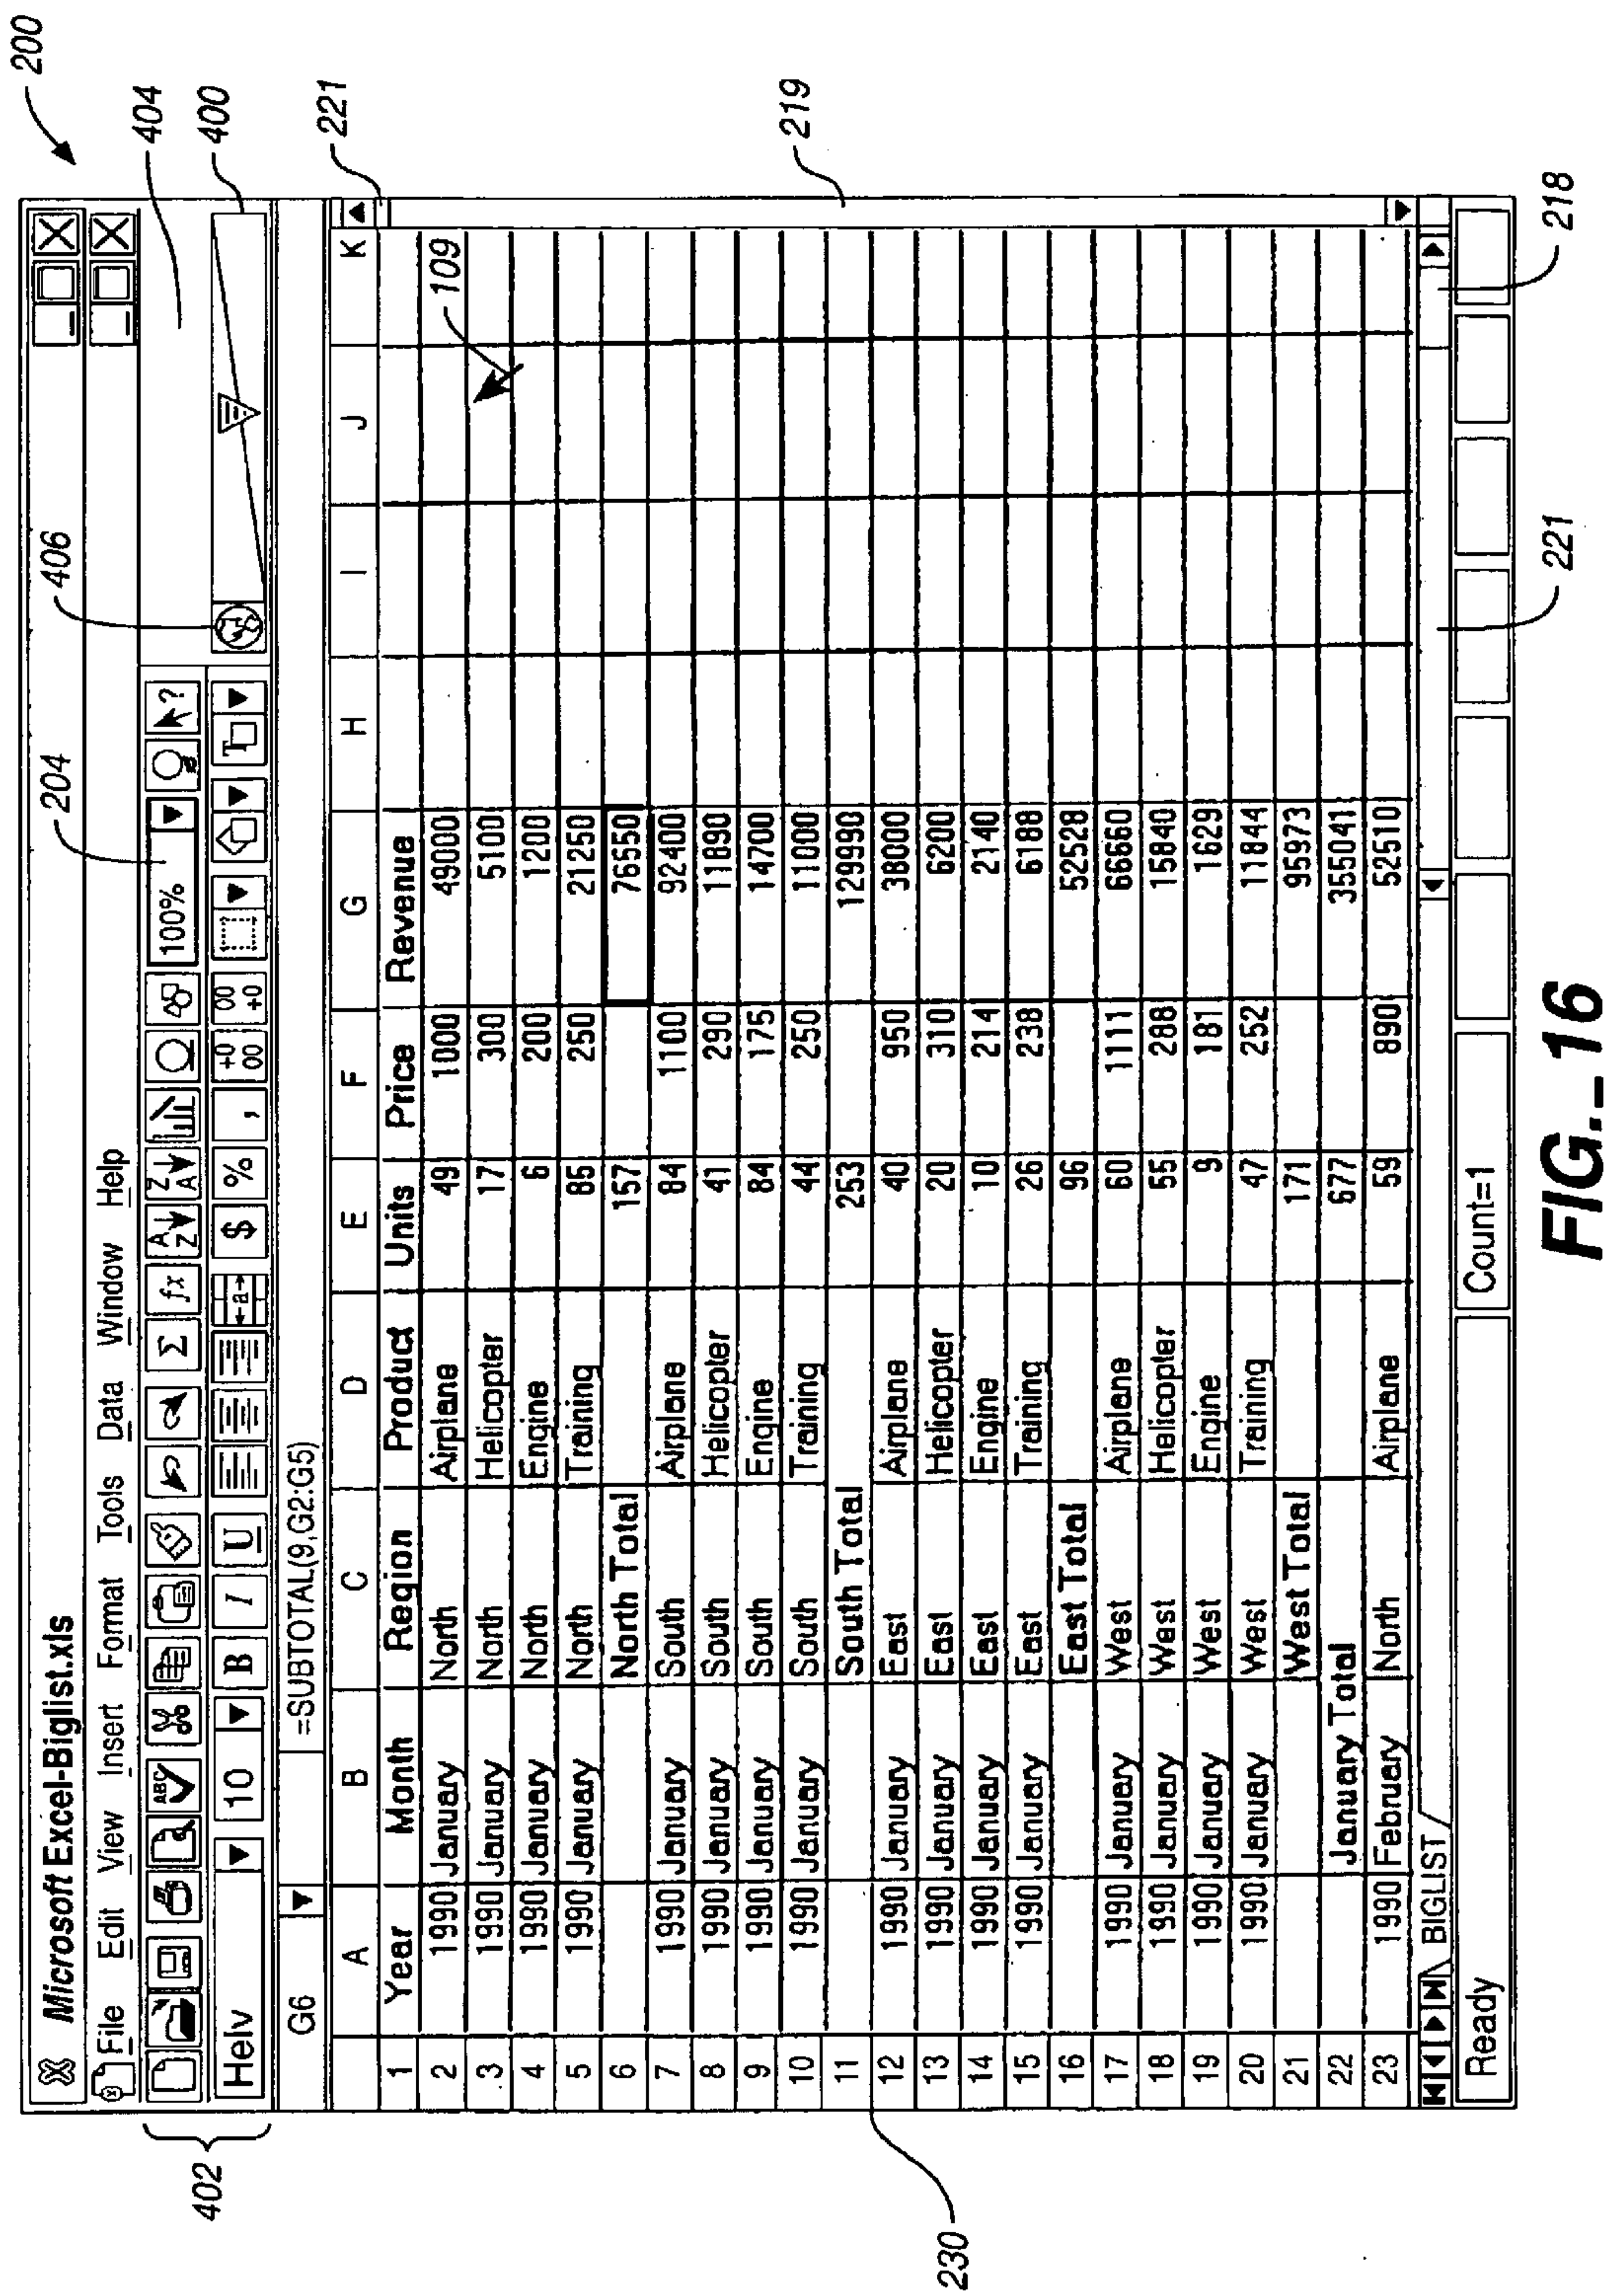 200
404
400
406
204
221
Microsoft Excel-Biglist.xls
File Edit View Insert Format Tools Data Window Help
ABC Σ fx A Z Z A 100% ?
402
Helv 10 B I U a $ % , +0 00 00 +0 T
G6 =SUBTOTAL(9,G2:G5)
A B C D E F G H I J K
1 Year Month Region Product Units Price Revenue
109
2 1990 January North Airplane 49 1000 49000
3 1990 January North Helicopter 17 300 5100
4 1990 January North Engine 6 200 1200
5 1990 January North Training 85 250 21250
6 North Total 157 76550
7 1990 January South Airplane 84 1100 92400
8 1990 January South Helicopter 41 290 11890
9 1990 January South Engine 84 175 14700
10 1990 January South Training 44 250 11000
11 South Total 253 129990
219
12 1990 January East Airplane 40 950 38000
13 1990 January East Helicopter 20 310 6200
14 1990 January East Engine 10 214 2140
15 1990 January East Training 26 238 6188
16 East Total 96 52528
17 1990 January West Airplane 60 1111 66660
18 1990 January West Helicopter 55 288 15840
19 1990 January West Engine 9 181 1629
20 1990 January West Training 47 252 11844
21 West Total 171 95973
22 January Total 677 355041
23 1990 February North Airplane 59 890 52510
230
BIGLIST
Ready Count=1
221
218
FIG._16